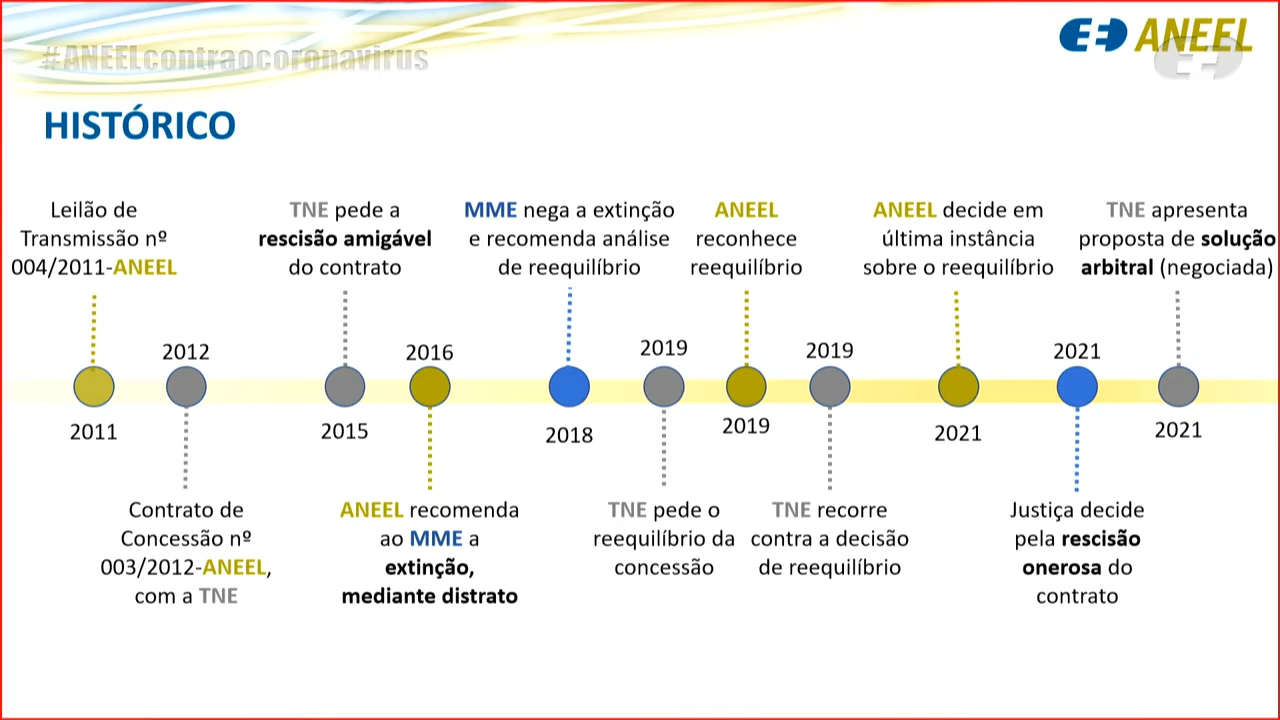 #ANEELcontraocoronavirus
ANEEL
HISTÓRICO
Leilão de
Transmissão nº
004/2011-ANEEL
2011
2012
Contrato de
Concessão nº
003/2012-ANEEL,
com a TNE
TNE pede a
rescisão amigável
do contrato
2015
2016
ANEEL recomenda
ao MME a
extinção,
mediante distrato
MME nega a extinção
e recomenda análise
de reequilíbrio
2018
2019
TNE pede o
reequilíbrio da
concessão
ANEEL
reconhece
reequilíbrio
2019
2019
TNE recorre
contra a decisão
de reequilíbrio
ANEEL decide em
última instância
sobre o reequilíbrio
2021
2021
Justiça decide
pela rescisão
onerosa do
contrato
TNE apresenta
proposta de solução
arbitral (negociada)
2021